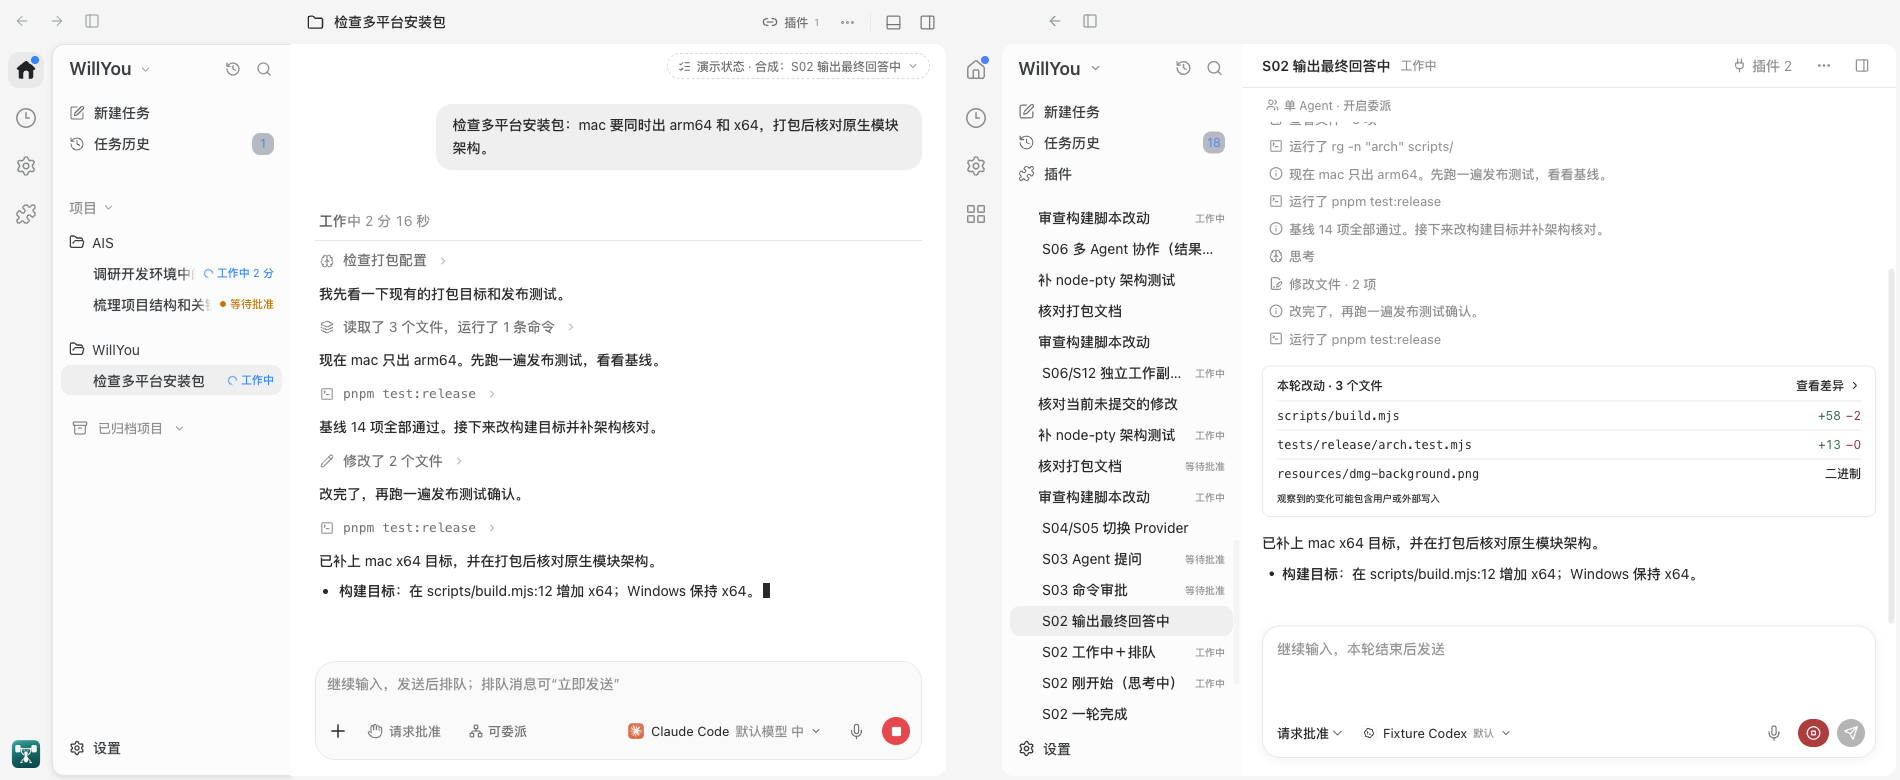 检查多平台安装包
插件 1
WillYou
新建任务
任务历史 1
项目
AIS
调研开发环境中 工作中 2 分
梳理项目结构和关 等待批准
WillYou
检查多平台安装包 工作中
已归档项目
设置
演示状态 · 合成：S02 输出最终回答中
检查多平台安装包：mac 要同时出 arm64 和 x64，打包后核对原生模块
架构。
工作中 2 分 16 秒
检查打包配置
我先看一下现有的打包目标和发布测试。
读取了 3 个文件，运行了 1 条命令
现在 mac 只出 arm64。先跑一遍发布测试，看看基线。
pnpm test:release
基线 14 项全部通过。接下来改构建目标并补架构核对。
修改了 2 个文件
改完了，再跑一遍发布测试确认。
pnpm test:release
已补上 mac x64 目标，并在打包后核对原生模块架构。
• 构建目标：在 scripts/build.mjs:12 增加 x64；Windows 保持 x64。
继续输入，发送后排队；排队消息可“立即发送”
请求批准 可委派 Claude Code 默认模型 中
WillYou
新建任务
任务历史 18
插件
审查构建脚本改动 工作中
S06 多 Agent 协作（结果...
补 node-pty 架构测试
核对打包文档
审查构建脚本改动
S06/S12 独立工作副... 工作中
核对当前未提交的修改
补 node-pty 架构测试 工作中
核对打包文档 等待批准
审查构建脚本改动 工作中
S04/S05 切换 Provider
S03 Agent 提问 等待批准
S03 命令审批 等待批准
S02 输出最终回答中
S02 工作中＋排队 工作中
S02 刚开始（思考中） 工作中
S02 一轮完成
设置
S02 输出最终回答中 工作中
插件 2
单 Agent · 开启委派
运行了 rg -n "arch" scripts/
现在 mac 只出 arm64。先跑一遍发布测试，看看基线。
运行了 pnpm test:release
基线 14 项全部通过。接下来改构建目标并补架构核对。
思考
修改文件 · 2 项
改完了，再跑一遍发布测试确认。
运行了 pnpm test:release
本轮改动 · 3 个文件 查看差异
scripts/build.mjs +58 −2
tests/release/arch.test.mjs +13 −0
resources/dmg-background.png 二进制
观察到的变化可能包含用户或外部写入
已补上 mac x64 目标，并在打包后核对原生模块架构。
• 构建目标：在 scripts/build.mjs:12 增加 x64；Windows 保持 x64。
继续输入，本轮结束后发送
请求批准 Fixture Codex 默认